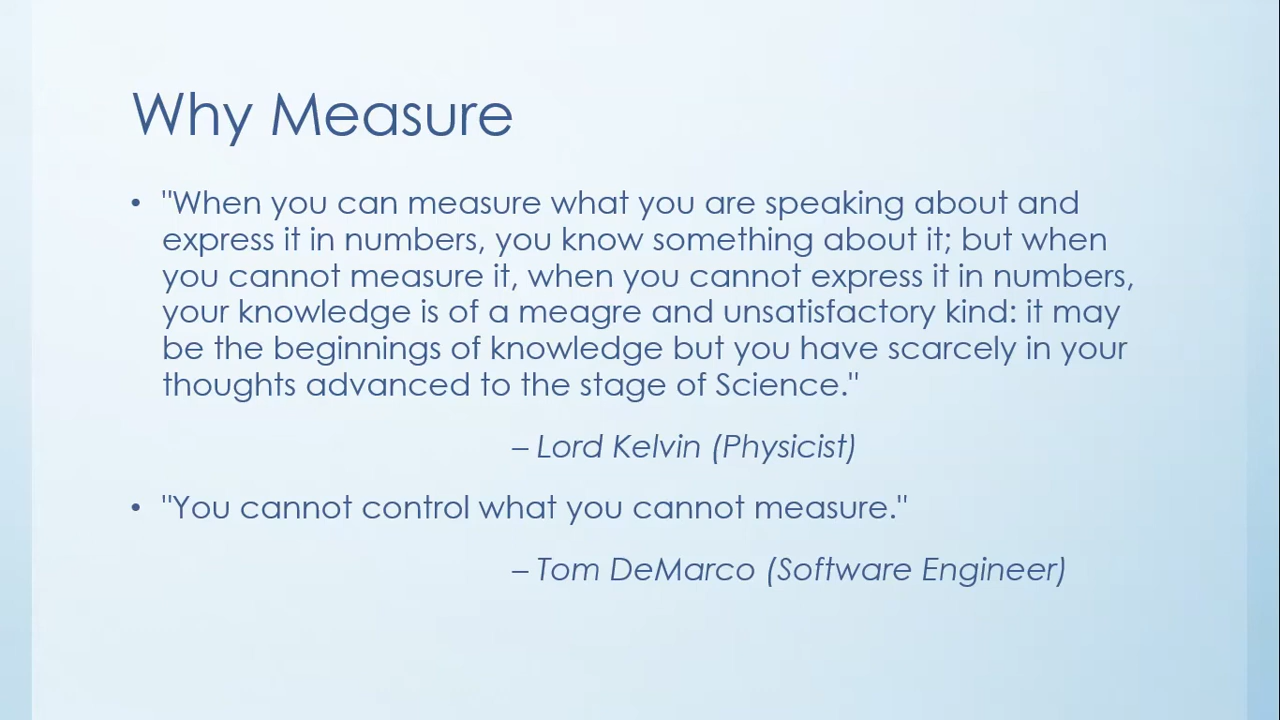 Why Measure
• "When you can measure what you are speaking about and
express it in numbers, you know something about it; but when
you cannot measure it, when you cannot express it in numbers,
your knowledge is of a meagre and unsatisfactory kind: it may
be the beginnings of knowledge but you have scarcely in your
thoughts advanced to the stage of Science."
– Lord Kelvin (Physicist)
• "You cannot control what you cannot measure."
– Tom DeMarco (Software Engineer)